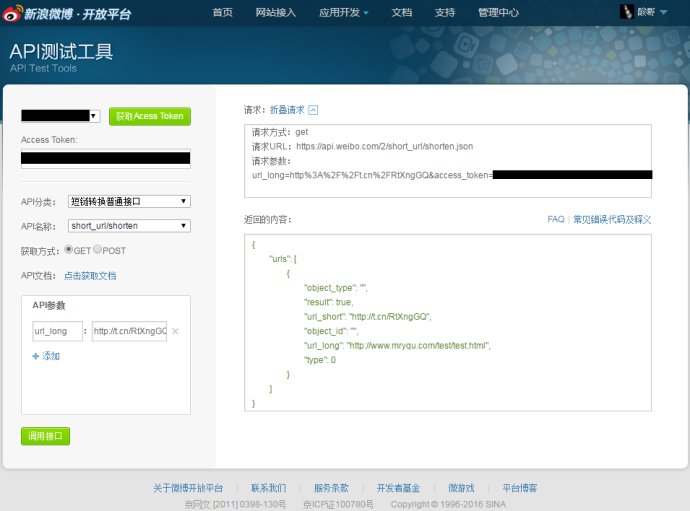 新浪微博·开放平台 首页 网站接入 应用开发 文档 支持 管理中心
API测试工具
API Test Tools
获取Acess Token
Access Token:
API分类： 短链转换普通接口
API名称： short_url/shorten
获取方式： GET POST
API文档： 点击获取文档
API参数
url_long : http://t.cn/RtXngGQ ×
添加
调用接口
请求： 折叠请求
请求方式：get
请求URL：https://api.weibo.com/2/short_url/shorten.json
请求参数：
url_long=http%3A%2F%2Ft.cn%2FRtXngGQ&access_token=
返回的内容： FAQ | 常见错误代码及释义
{
"urls": [
{
"object_type": "",
"result": true,
"url_short": "http://t.cn/RtXngGQ",
"object_id": "",
"url_long": "http://www.mryqu.com/test/test.html",
"type": 0
}
]
}
关于微博开放平台 | 联系我们 | 服务条款 | 开发者基金 | 微游戏 | 平台博客
京网文 [2011] 0398-130号 京ICP证100780号 Copyright © 1996-2016 SINA